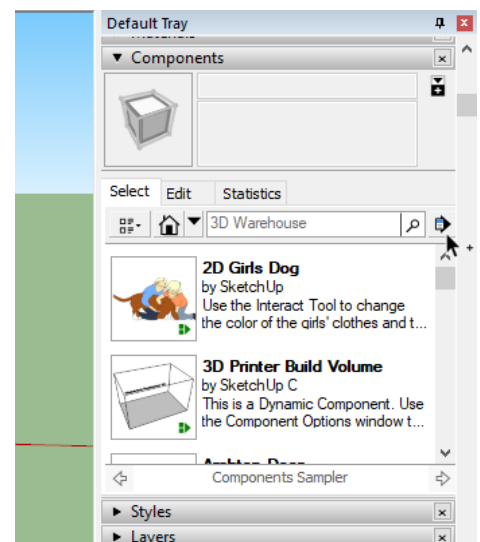 Default Tray
Materials
Components
Select Edit Statistics
3D Warehouse
2D Girls Dog
by SketchUp
Use the Interact Tool to change
the color of the girls' clothes and t...
3D Printer Build Volume
by SketchUp C
This is a Dynamic Component. Use
the Component Options window t...
Components Sampler
Styles
Layers